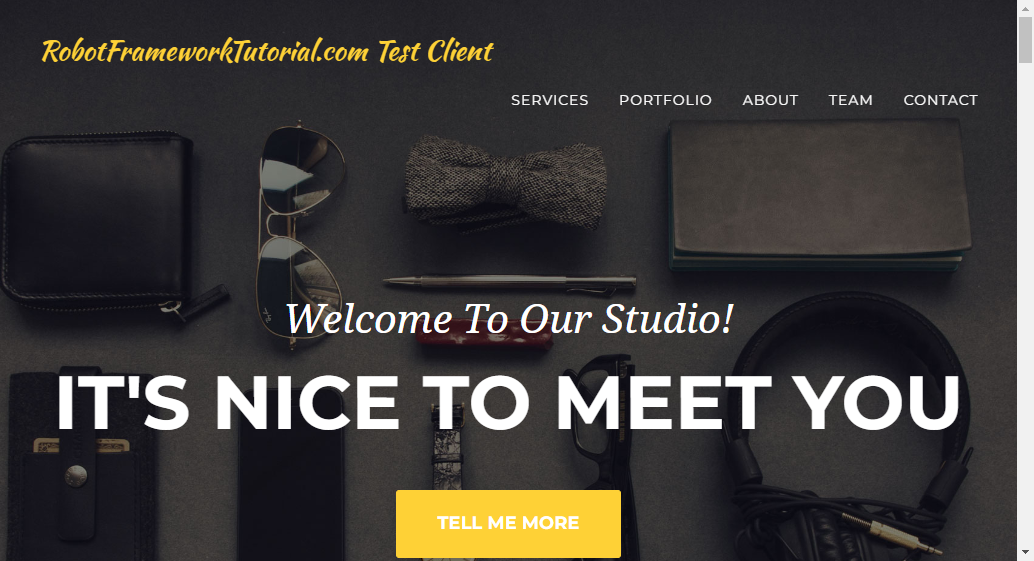 RobotFrameworkTutorial.com Test Client
SERVICES PORTFOLIO ABOUT TEAM CONTACT
Welcome To Our Studio!
IT'S NICE TO MEET YOU
TELL ME MORE